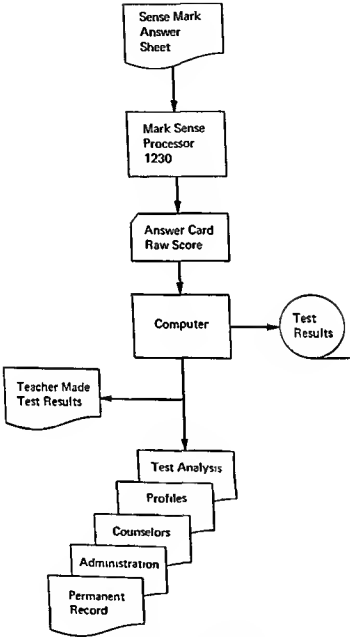 Sense Mark
Answer
Sheet
Mark Sense
Processor
1230
Answer Card
Raw Score
Computer
Test
Results
Teacher Made
Test Results
Test Analysis
Profiles
Counselors
Administration
Permanent
Record